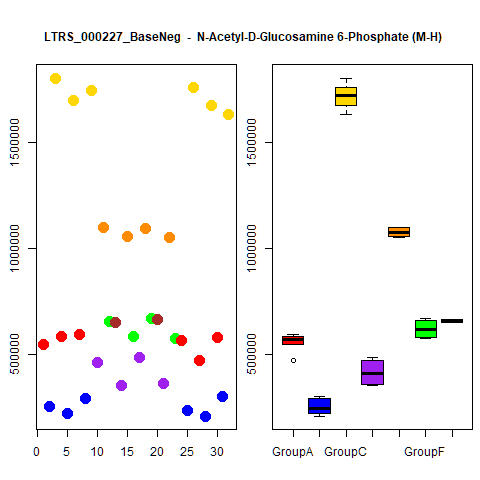 LTRS_000227_BaseNeg - N-Acetyl-D-Glucosamine 6-Phosphate (M-H)
1500000
1000000
500000
0 5 10 15 20 25 30
1500000
1000000
500000
GroupA GroupC GroupF